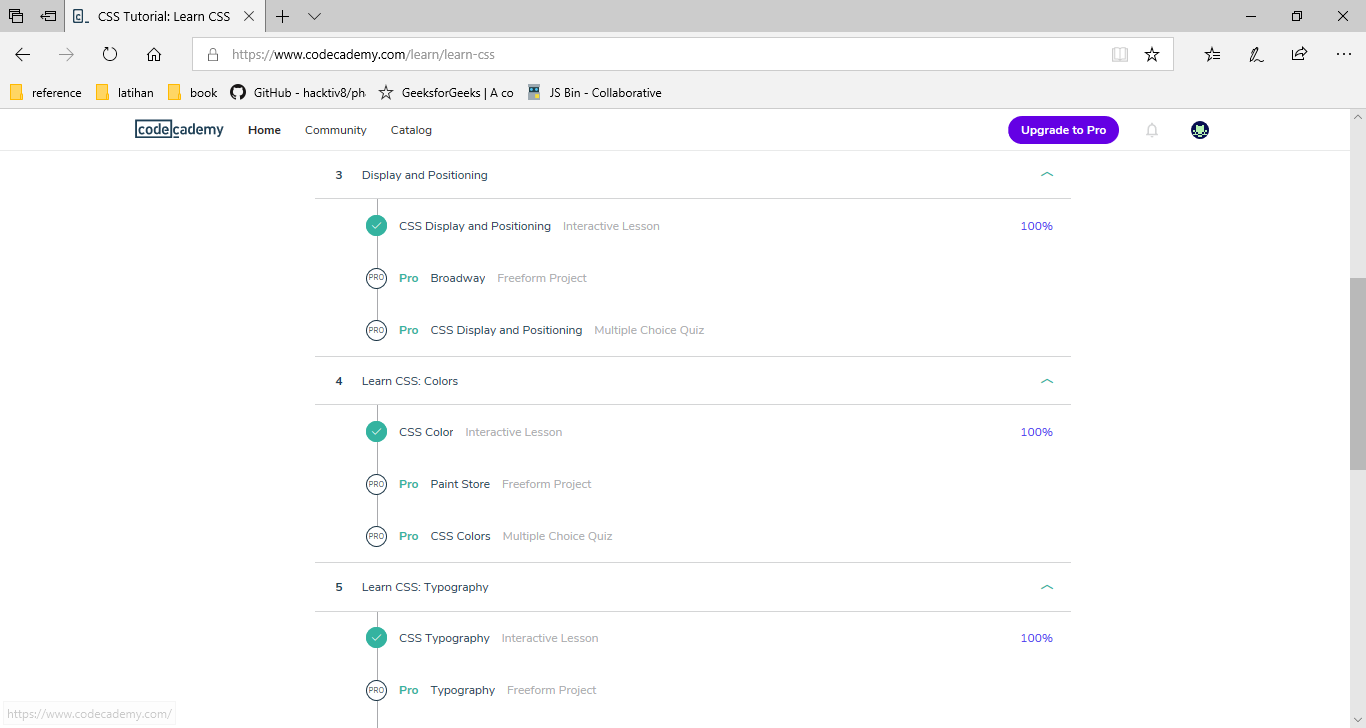 CSS Tutorial: Learn CSS
https://www.codecademy.com/learn/learn-css
reference latihan book GitHub - hacktiv8/ph GeeksforGeeks | A co JS Bin - Collaborative
codecademy Home Community Catalog Upgrade to Pro
3 Display and Positioning
CSS Display and Positioning Interactive Lesson 100%
PRO Pro Broadway Freeform Project
PRO Pro CSS Display and Positioning Multiple Choice Quiz
4 Learn CSS: Colors
CSS Color Interactive Lesson 100%
PRO Pro Paint Store Freeform Project
PRO Pro CSS Colors Multiple Choice Quiz
5 Learn CSS: Typography
CSS Typography Interactive Lesson 100%
PRO Pro Typography Freeform Project
https://www.codecademy.com/